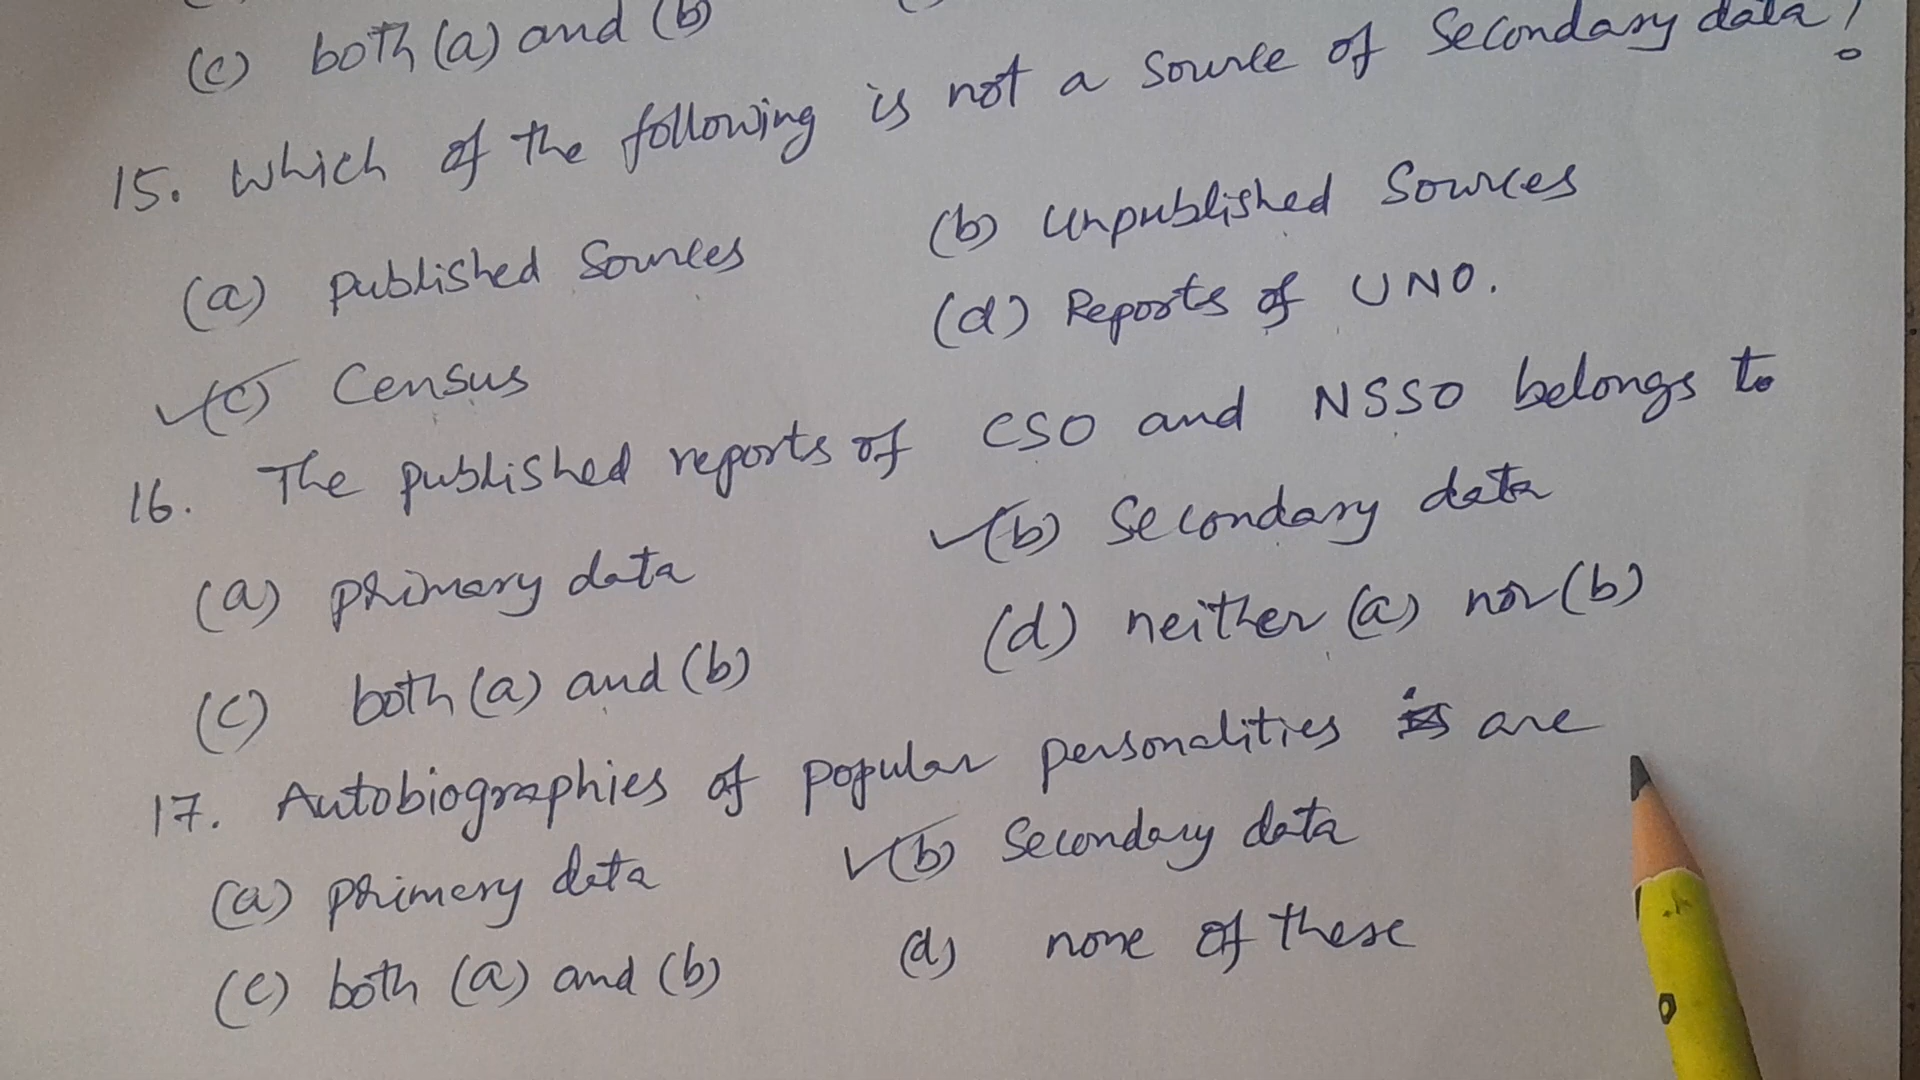 (c) both (a) and (b)
15. Which of the following is not a source of Secondary data?
(a) published Sources (b) Unpublished Sources
(c) Census (d) Reports of UNO.
16. The published reports of CSO and NSSO belongs to
(a) primary data (b) Secondary data
(c) both (a) and (b) (d) neither (a) nor (b)
17. Autobiographies of popular personalities is are
(a) primary data (b) Secondary data
(c) both (a) and (b) (d) none of these